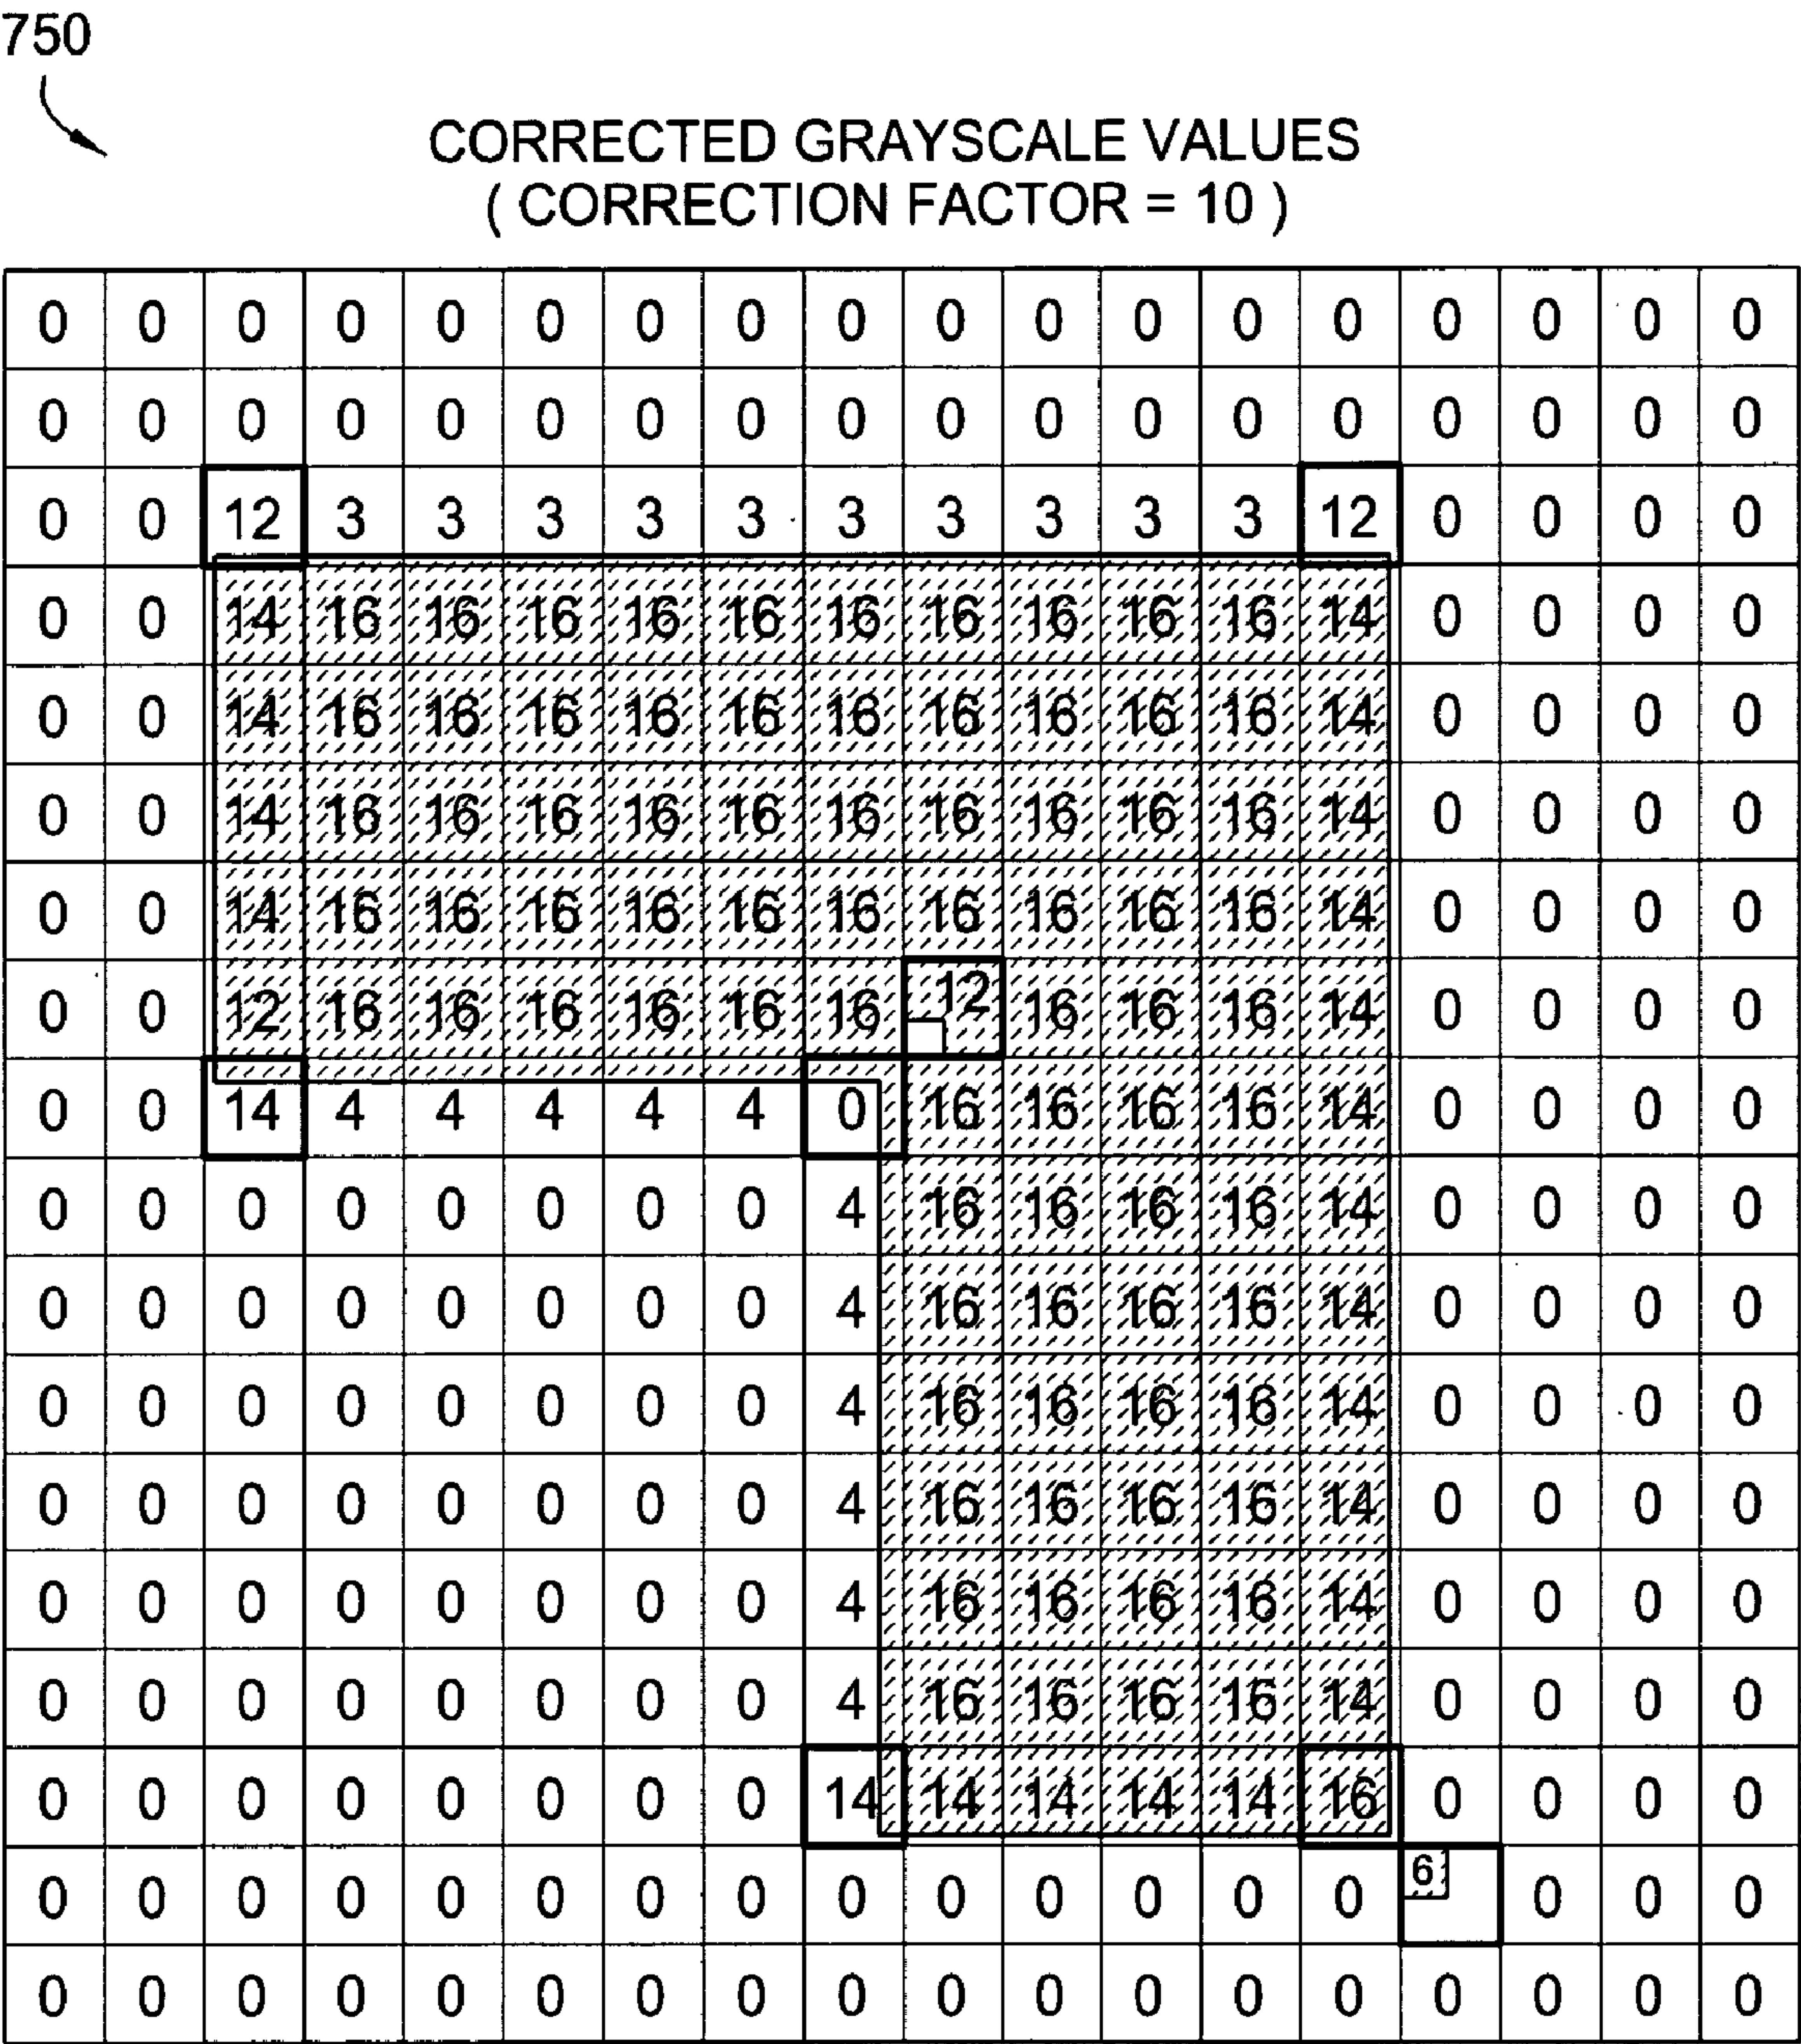 750
CORRECTED GRAYSCALE VALUES
( CORRECTION FACTOR = 10 )
0 0 0 0 0 0 0 0 0 0 0 0 0 0 0 0 0 0
0 0 0 0 0 0 0 0 0 0 0 0 0 0 0 0 0 0
0 0 12 3 3 3 3 3 3 3 3 3 3 12 0 0 0 0
0 0 14 16 16 16 16 16 16 16 16 16 16 14 0 0 0 0
0 0 14 16 16 16 16 16 16 16 16 16 16 14 0 0 0 0
0 0 14 16 16 16 16 16 16 16 16 16 16 14 0 0 0 0
0 0 14 16 16 16 16 16 16 16 16 16 16 14 0 0 0 0
0 0 12 16 16 16 16 16 16 12 16 16 16 14 0 0 0 0
0 0 14 4 4 4 4 4 0 16 16 16 16 14 0 0 0 0
0 0 0 0 0 0 0 0 4 16 16 16 16 14 0 0 0 0
0 0 0 0 0 0 0 0 4 16 16 16 16 14 0 0 0 0
0 0 0 0 0 0 0 0 4 16 16 16 16 14 0 0 0 0
0 0 0 0 0 0 0 0 4 16 16 16 16 14 0 0 0 0
0 0 0 0 0 0 0 0 4 16 16 16 16 14 0 0 0 0
0 0 0 0 0 0 0 0 4 16 16 16 16 14 0 0 0 0
0 0 0 0 0 0 0 0 14 14 14 14 14 16 0 0 0 0
0 0 0 0 0 0 0 0 0 0 0 0 0 0 6 0 0 0
0 0 0 0 0 0 0 0 0 0 0 0 0 0 0 0 0 0